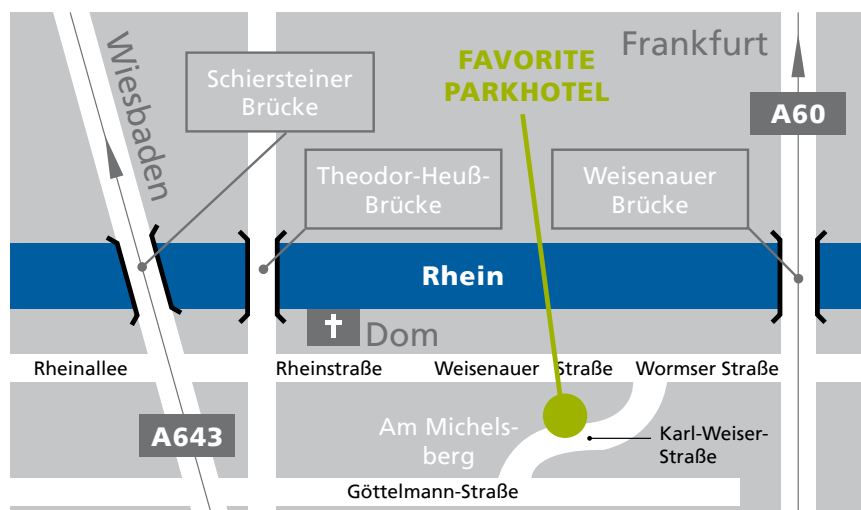 Wiesbaden
Schiersteiner
Brücke
FAVORITE
PARKHOTEL
Frankfurt
A60
Theodor-Heuß-
Brücke
Weisenauer
Brücke
Rhein
Dom
Rheinallee
Rheinstraße
Weisenauer Straße
Wormser Straße
A643
Am Michels-
berg
Karl-Weiser-
Straße
Göttelmann-Straße